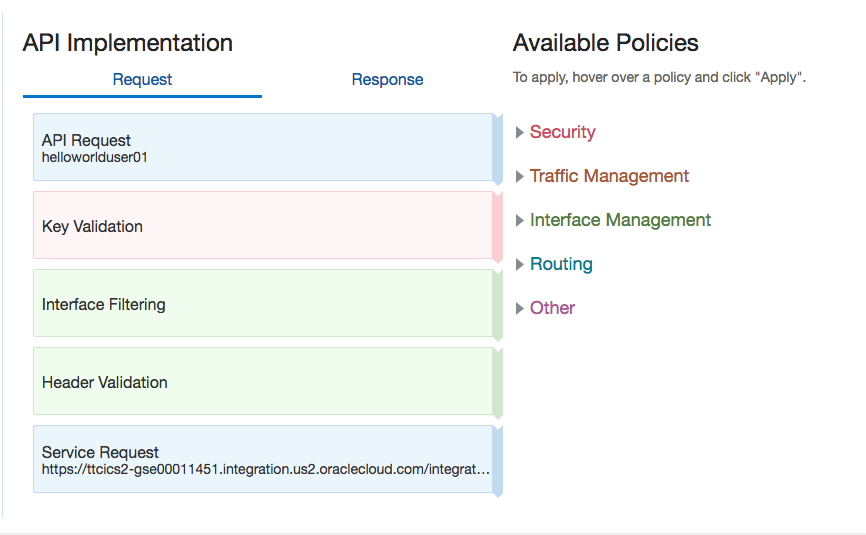 API Implementation
Request
Response
API Request
helloworlduser01
Key Validation
Interface Filtering
Header Validation
Service Request
https://ttcics2-gse00011451.integration.us2.oraclecloud.com/integrat...
Available Policies
To apply, hover over a policy and click "Apply".
Security
Traffic Management
Interface Management
Routing
Other